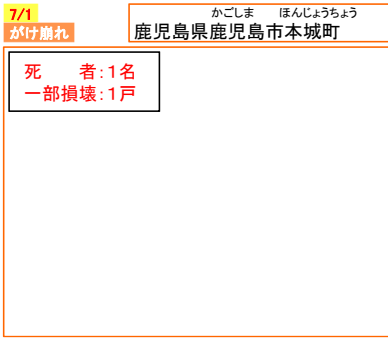 7/1
がけ崩れ
かごしま ほんじょうちょう
鹿児島県鹿児島市本城町
死　　者:1名
一部損壊:1戸